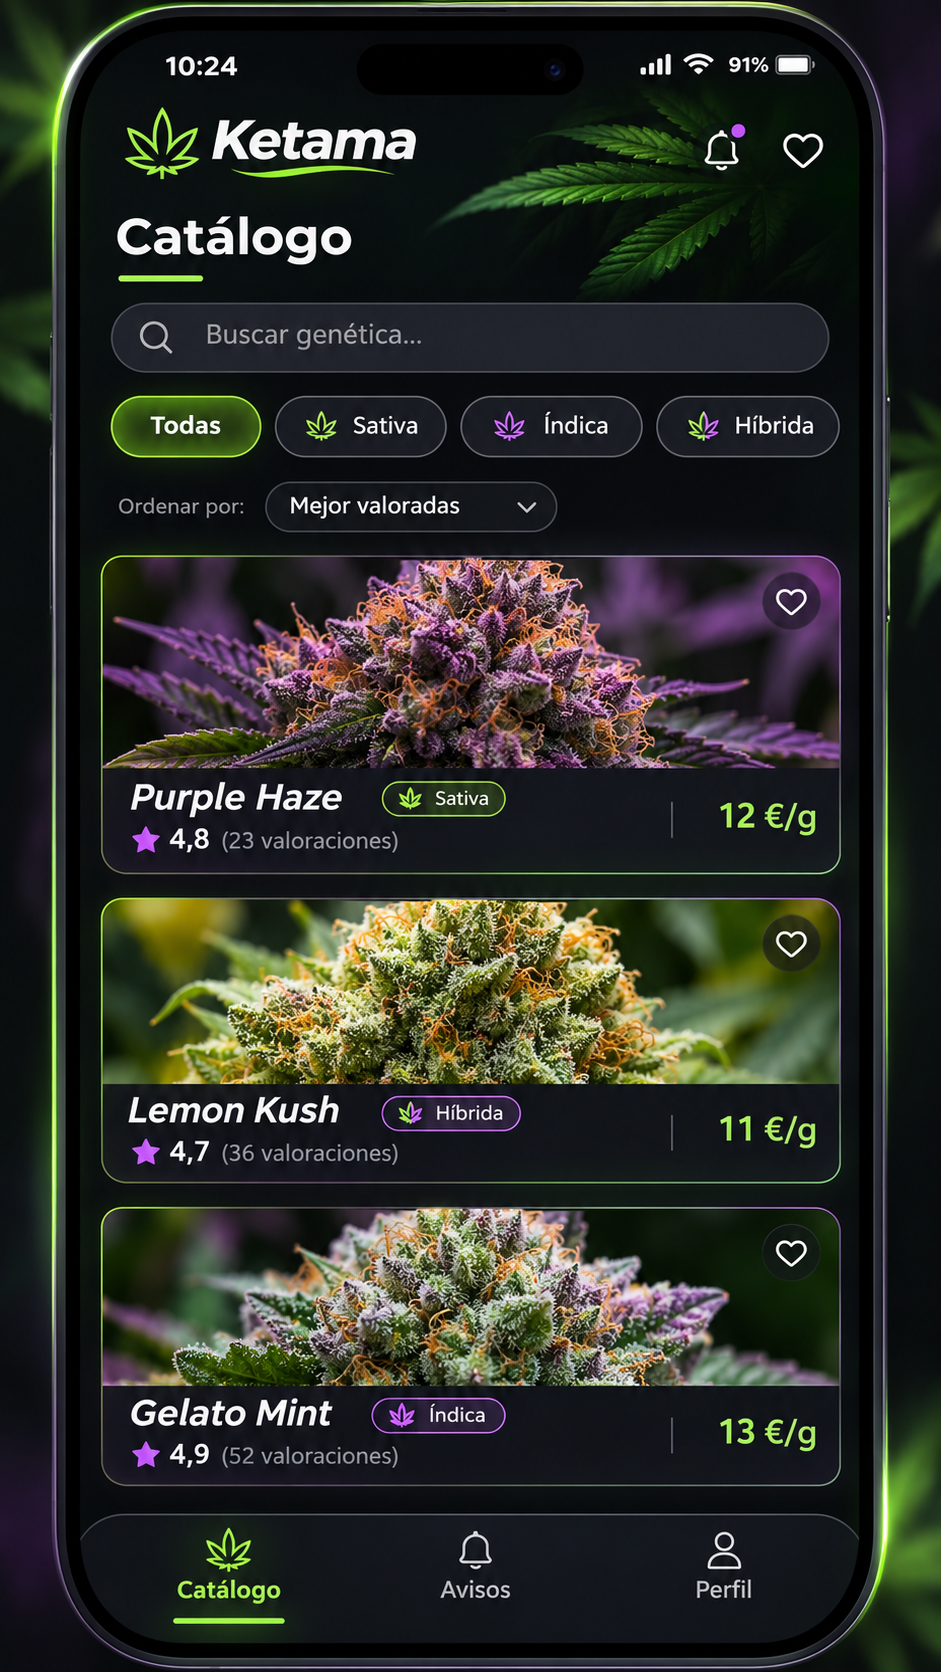 10:24
91%
Ketama
Catálogo
Buscar genética...
Todas
Sativa
Índica
Híbrida
Ordenar por:
Mejor valoradas
Purple Haze
Sativa
4,8 (23 valoraciones)
12 €/g
Lemon Kush
Híbrida
4,7 (36 valoraciones)
11 €/g
Gelato Mint
Índica
4,9 (52 valoraciones)
13 €/g
Catálogo
Avisos
Perfil